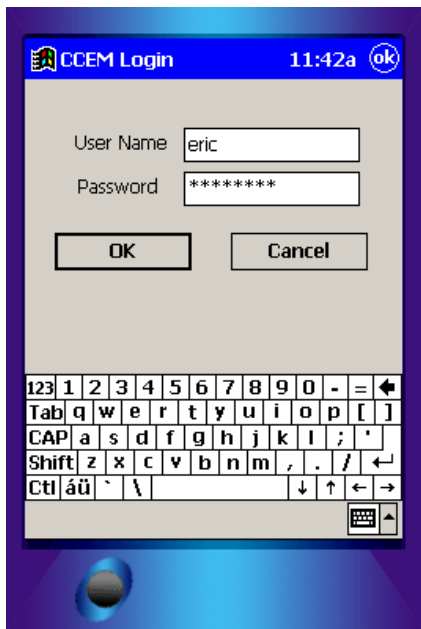 CCEM Login 11:42a ok
User Name eric
Password ********
OK Cancel
123 1 2 3 4 5 6 7 8 9 0 - =
Tab q w e r t y u i o p [ ]
CAP a s d f g h j k l ; '
Shift z x c v b n m , . /
Ctl áü ` \